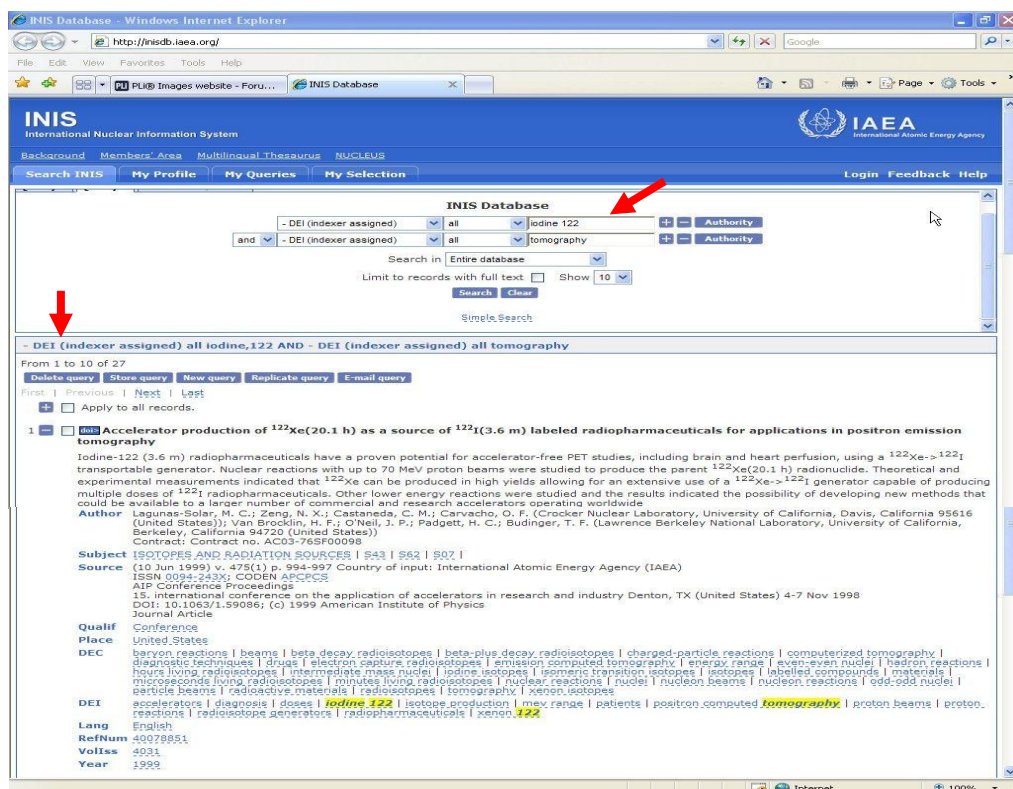 INIS Database - Windows Internet Explorer
http://inisdb.iaea.org/
Google
File Edit View Favorites Tools Help
PLI® Images website - Foru...
INIS Database
Page
Tools
INIS
International Nuclear Information System
IAEA
International Atomic Energy Agency
Background Members' Area Multilingual Thesaurus NUCLEUS
Search INIS My Profile My Queries My Selection
Login Feedback Help
INIS Database
- DEI (indexer assigned) all iodine 122 + - Authority
and - DEI (indexer assigned) all tomography + - Authority
Search in Entire database
Limit to records with full text Show 10
Search Clear
Simple Search
- DEI (indexer assigned) all iodine,122 AND - DEI (indexer assigned) all tomography
From 1 to 10 of 27
Delete query Store query New query Replicate query E-mail query
First | Previous | Next | Last
+ Apply to all records.
1 - doi> Accelerator production of ¹²²Xe(20.1 h) as a source of ¹²²I(3.6 m) labeled radiopharmaceuticals for applications in positron emission
tomography
Iodine-122 (3.6 m) radiopharmaceuticals have a proven potential for accelerator-free PET studies, including brain and heart perfusion, using a ¹²²Xe->¹²²I
transportable generator. Nuclear reactions with up to 70 MeV proton beams were studied to produce the parent ¹²²Xe(20.1 h) radionuclide. Theoretical and
experimental measurements indicated that ¹²²Xe can be produced in high yields allowing for an extensive use of a ¹²²Xe->¹²²I generator capable of producing
multiple doses of ¹²²I radiopharmaceuticals. Other lower energy reactions were studied and the results indicated the possibility of developing new methods that
could be available to a larger number of commercial and research accelerators operating worldwide
Author Lagunas-Solar, M. C.; Zeng, N. X.; Castaneda, C. M.; Carvacho, O. F. (Crocker Nuclear Laboratory, University of California, Davis, California 95616
(United States)); Van Brocklin, H. F.; O'Neil, J. P.; Padgett, H. C.; Budinger, T. F. (Lawrence Berkeley National Laboratory, University of California,
Berkeley, California 94720 (United States))
Contract: Contract no. AC03-76SF00098
Subject ISOTOPES AND RADIATION SOURCES | S43 | S62 | S07 |
Source (10 Jun 1999) v. 475(1) p. 994-997 Country of input: International Atomic Energy Agency (IAEA)
ISSN 0094-243X; CODEN APCPCS
AIP Conference Proceedings
15. international conference on the application of accelerators in research and industry Denton, TX (United States) 4-7 Nov 1998
DOI: 10.1063/1.59086; (c) 1999 American Institute of Physics
Journal Article
Qualif Conference
Place United States
DEC baryon reactions | beams | beta decay radioisotopes | beta-plus decay radioisotopes | charged-particle reactions | computerized tomography |
diagnostic techniques | drugs | electron capture radioisotopes | emission computed tomography | energy range | even-even nuclei | hadron reactions |
hours living radioisotopes | intermediate mass nuclei | iodine isotopes | isomeric transition isotopes | isotopes | labelled compounds | materials |
microseconds living radioisotopes | minutes living radioisotopes | nuclear reactions | nuclei | nucleon beams | nucleon reactions | odd-odd nuclei |
particle beams | radioactive materials | radioisotopes | tomography | xenon isotopes
DEI accelerators | diagnosis | doses | iodine 122 | isotope production | mev range | patients | positron computed tomography | proton beams | proton
reactions | radioisotope generators | radiopharmaceuticals | xenon 122
Lang English
RefNum 40078851
VolIss 4031
Year 1999
Internet
100%